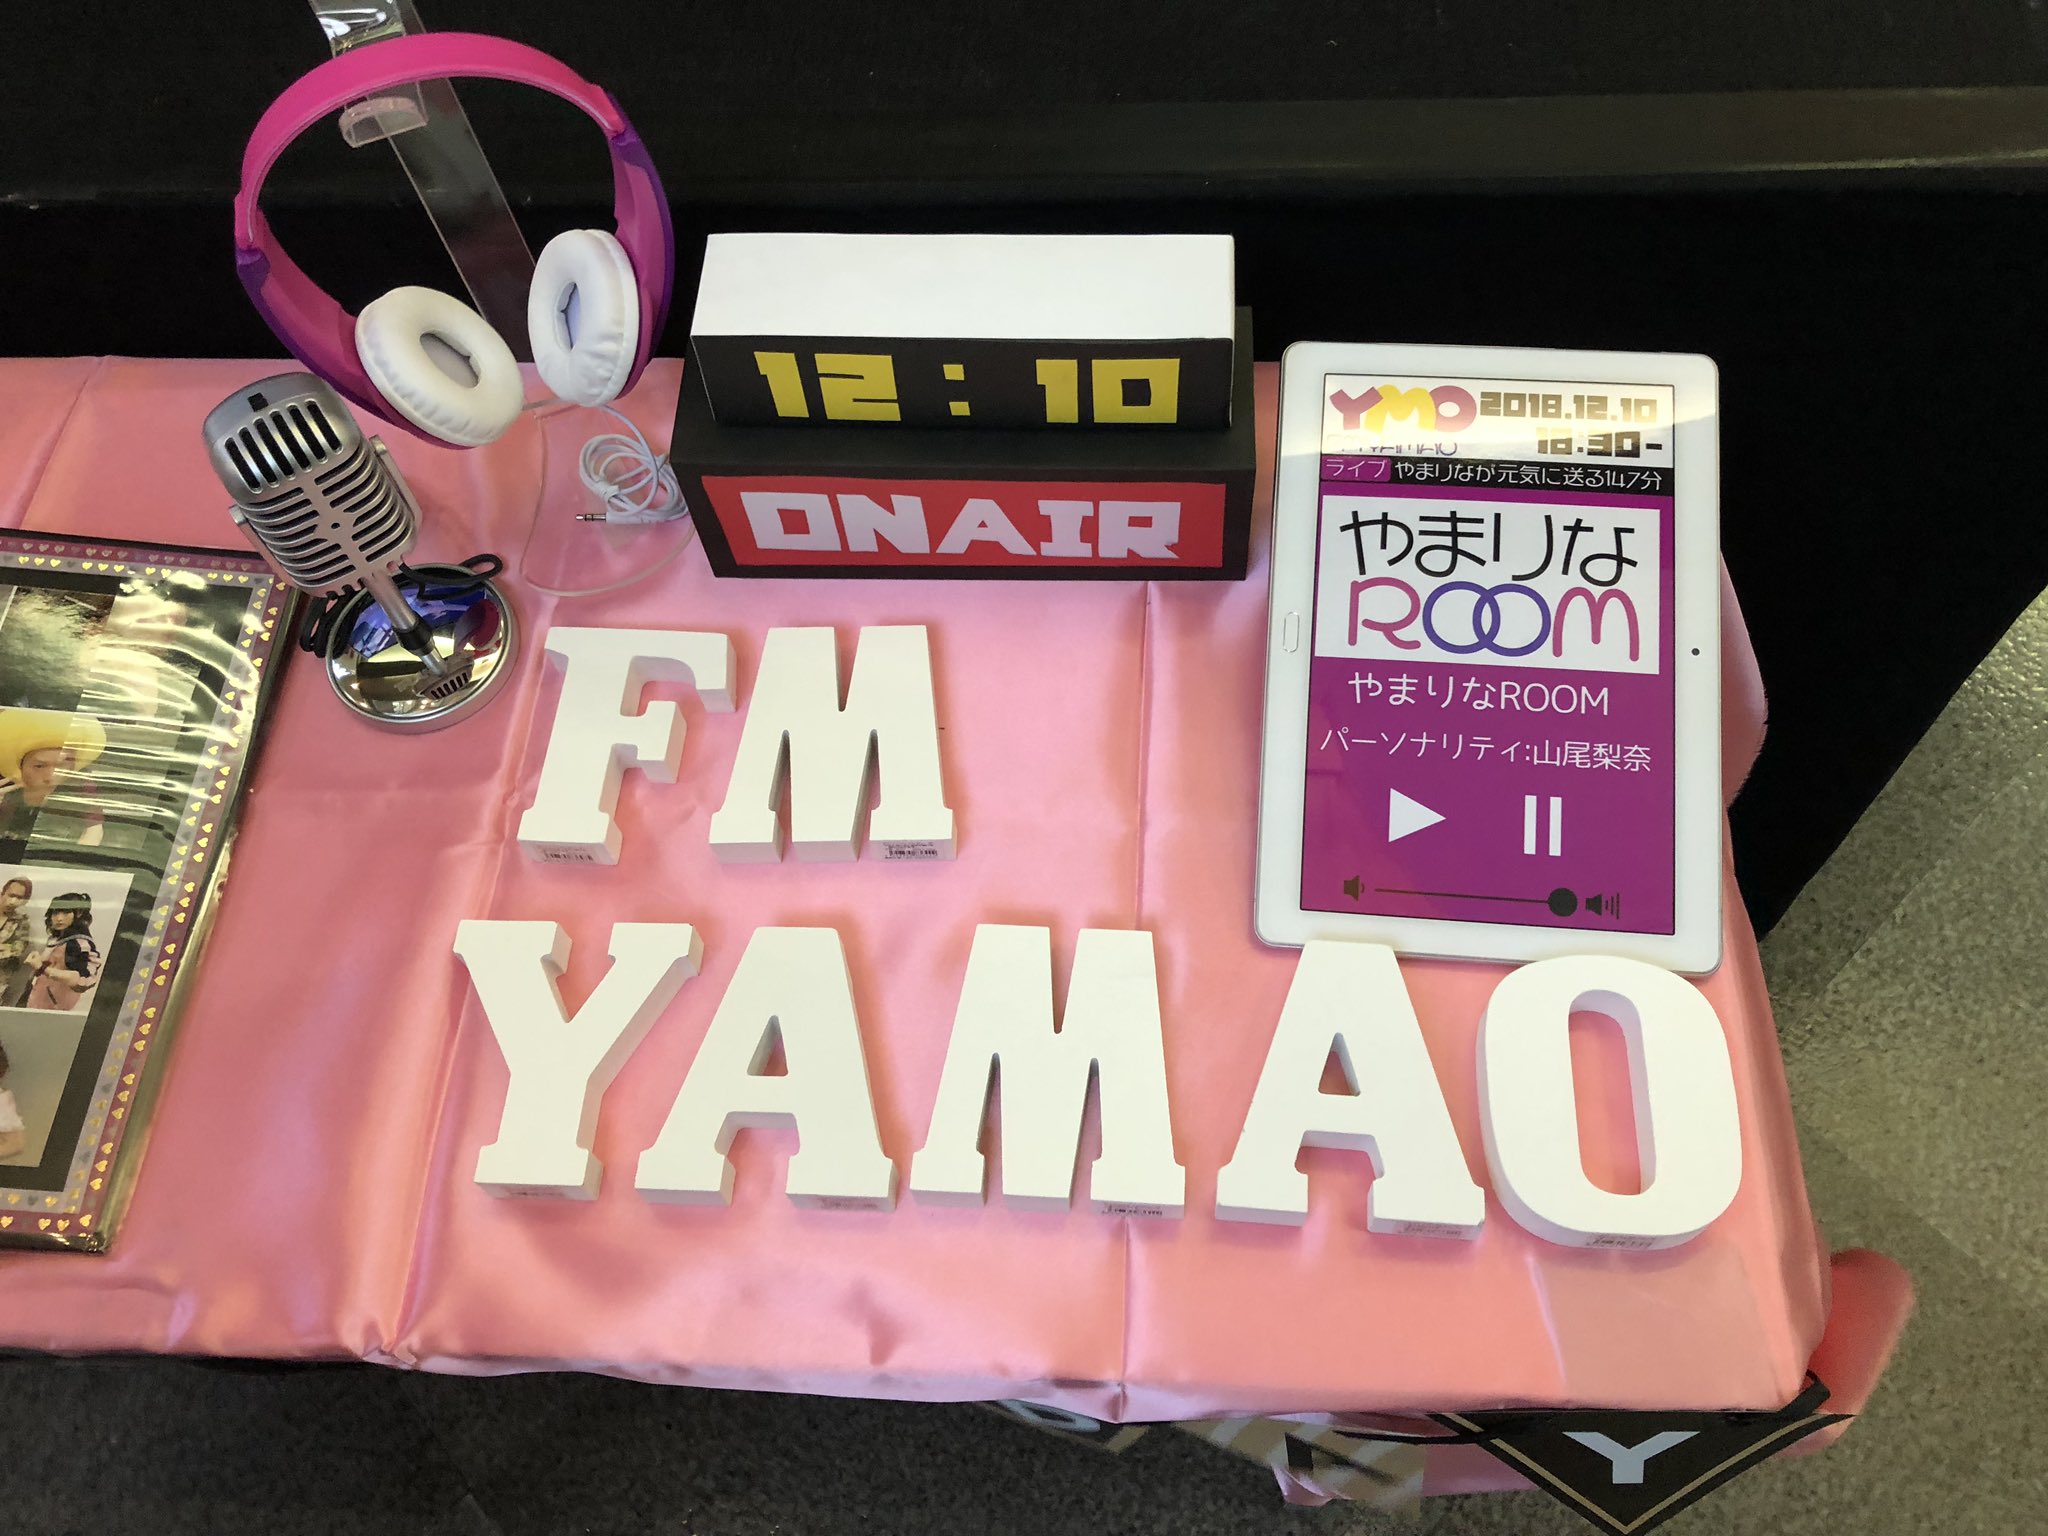 12:10
ONAIR
YMO 2018.12.10
FM YAMAO 18:30-
ライブ やまりなが元気に送る147分
やまりな
ROOM
やまりなROOM
パーソナリティ:山尾梨奈
FM
YAMAO
Y